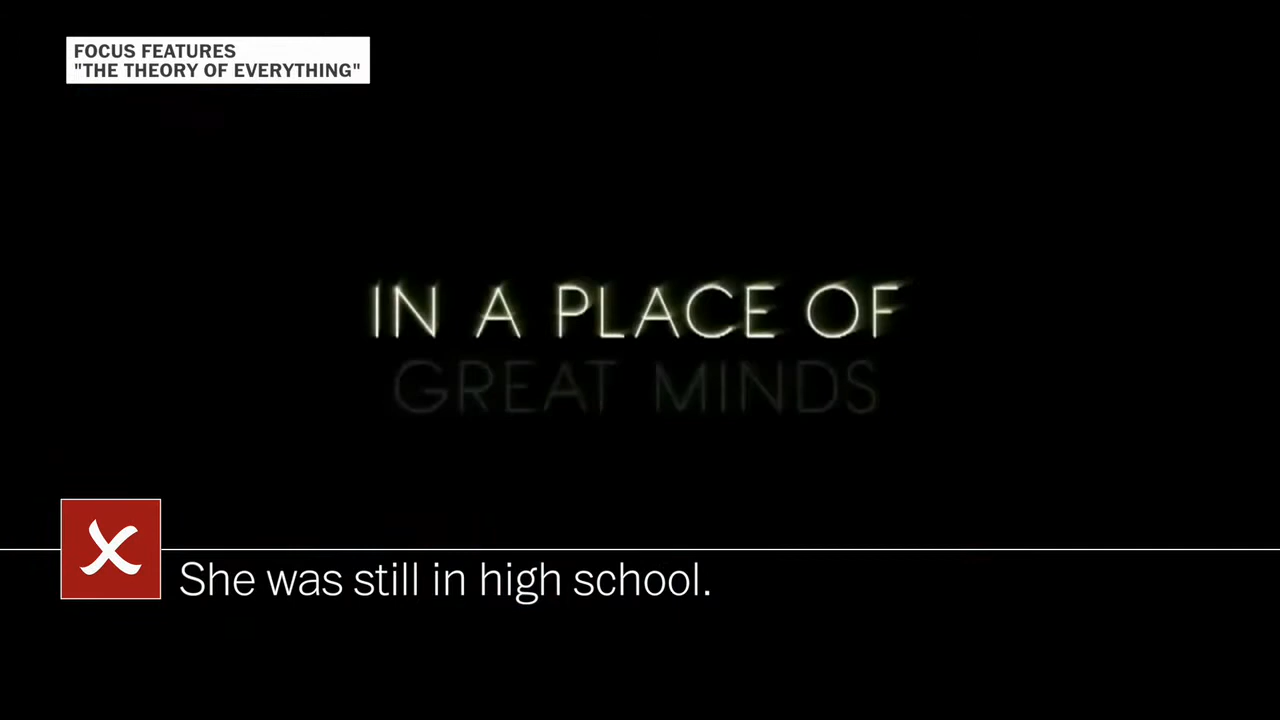 FOCUS FEATURES
"THE THEORY OF EVERYTHING"
IN A PLACE OF
GREAT MINDS
She was still in high school.